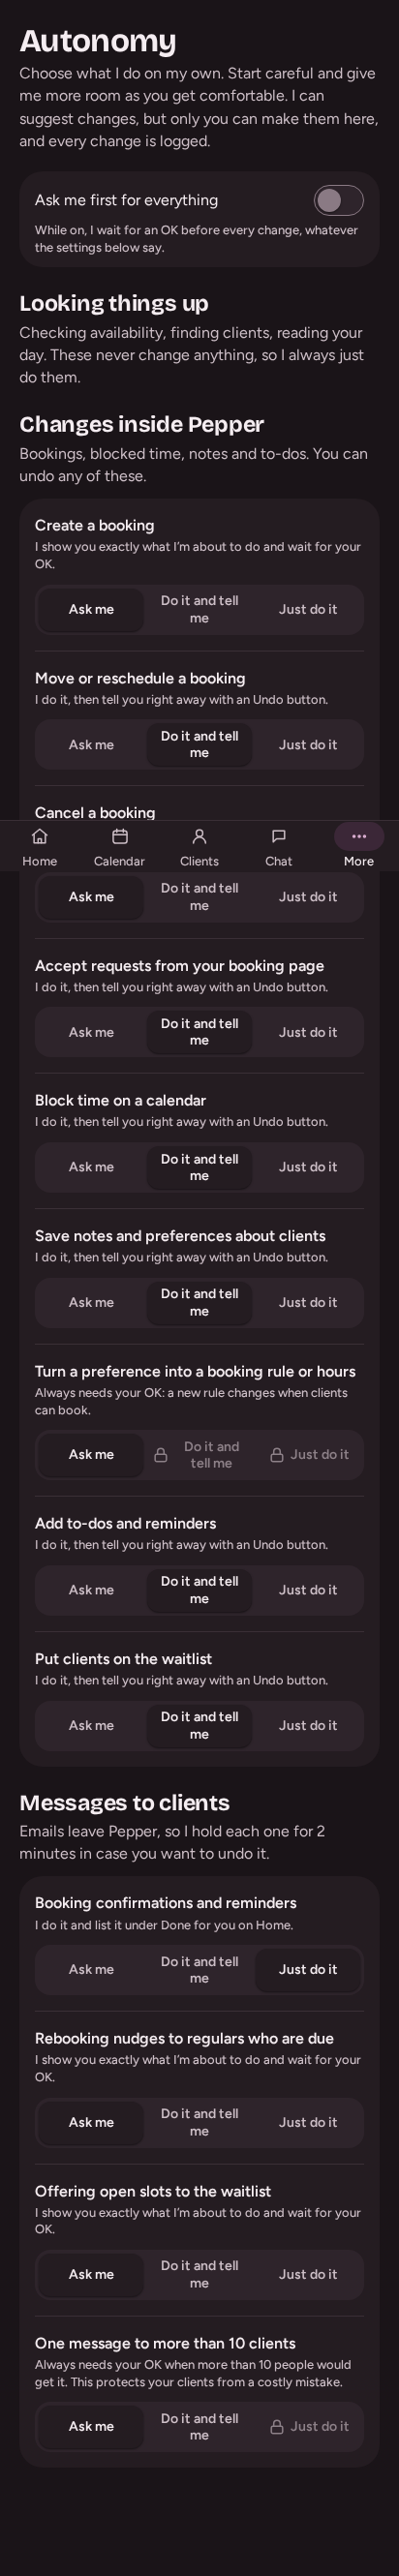 Autonomy
Choose what I do on my own. Start careful and give
me more room as you get comfortable. I can
suggest changes, but only you can make them here,
and every change is logged.
Ask me first for everything
While on, I wait for an OK before every change, whatever
the settings below say.
Looking things up
Checking availability, finding clients, reading your
day. These never change anything, so I always just
do them.
Changes inside Pepper
Bookings, blocked time, notes and to-dos. You can
undo any of these.
Create a booking
I show you exactly what I'm about to do and wait for your
OK.
Ask me
Do it and tell
me
Just do it
Move or reschedule a booking
I do it, then tell you right away with an Undo button.
Ask me
Do it and tell
me
Just do it
Cancel a booking
Home
Calendar
Clients
Chat
More
Ask me
Do it and tell
me
Just do it
Accept requests from your booking page
I do it, then tell you right away with an Undo button.
Ask me
Do it and tell
me
Just do it
Block time on a calendar
I do it, then tell you right away with an Undo button.
Ask me
Do it and tell
me
Just do it
Save notes and preferences about clients
I do it, then tell you right away with an Undo button.
Ask me
Do it and tell
me
Just do it
Turn a preference into a booking rule or hours
Always needs your OK: a new rule changes when clients
can book.
Ask me
Do it and
tell me
Just do it
Add to-dos and reminders
I do it, then tell you right away with an Undo button.
Ask me
Do it and tell
me
Just do it
Put clients on the waitlist
I do it, then tell you right away with an Undo button.
Ask me
Do it and tell
me
Just do it
Messages to clients
Emails leave Pepper, so I hold each one for 2
minutes in case you want to undo it.
Booking confirmations and reminders
I do it and list it under Done for you on Home.
Ask me
Do it and tell
me
Just do it
Rebooking nudges to regulars who are due
I show you exactly what I'm about to do and wait for your
OK.
Ask me
Do it and tell
me
Just do it
Offering open slots to the waitlist
I show you exactly what I'm about to do and wait for your
OK.
Ask me
Do it and tell
me
Just do it
One message to more than 10 clients
Always needs your OK when more than 10 people would
get it. This protects your clients from a costly mistake.
Ask me
Do it and tell
me
Just do it